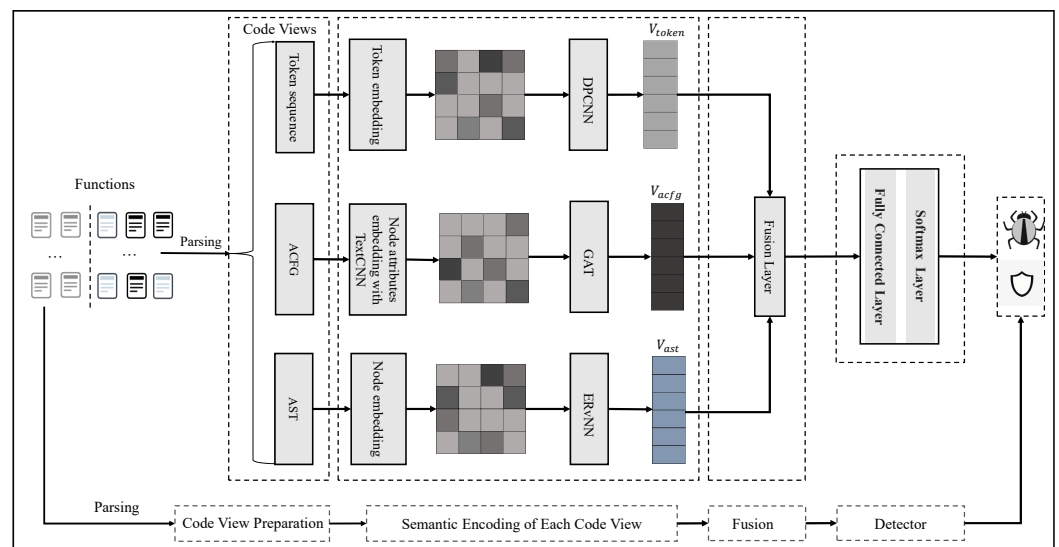 Code Views
Functions
...
...
Parsing
Token sequence
Token embedding
DPCNN
V_token
ACFG
Node attributes
embedding with
TextCNN
GAT
V_acfg
AST
Node embedding
ERvNN
V_ast
Fusion Layer
Fully Connected Layer
Softmax Layer
Parsing
Code View Preparation
Semantic Encoding of Each Code View
Fusion
Detector